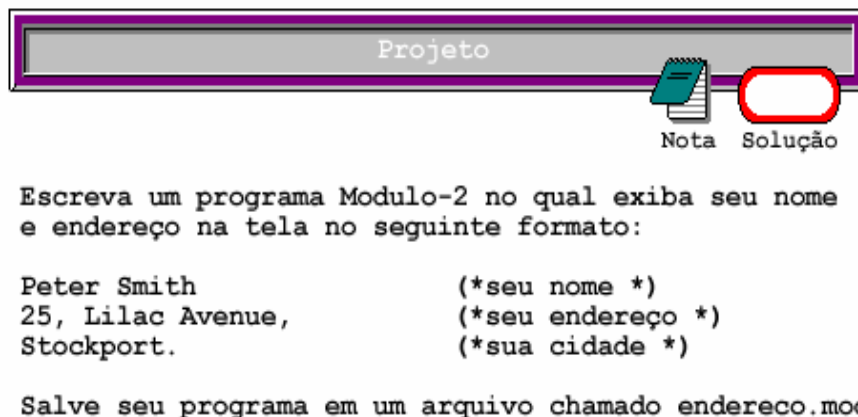 Projeto
Nota Solução
Escreva um programa Modulo-2 no qual exiba seu nome
e endereço na tela no seguinte formato:
Peter Smith (*seu nome *)
25, Lilac Avenue, (*seu endereço *)
Stockport. (*sua cidade *)
Salve seu programa em um arquivo chamado endereco.mod